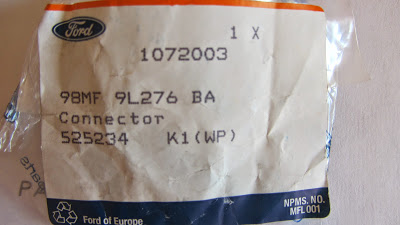 Ford
1 X
1072003
98MF 9L276 BA
Connector
525234 K1(WP)
Ford of Europe
NPMS. NO.
MFL001